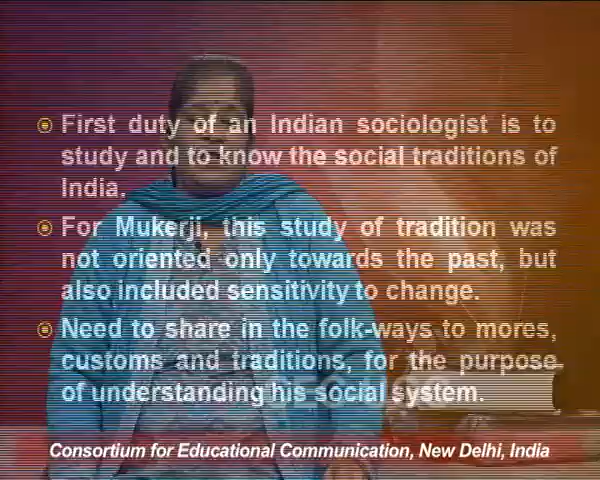 First duty of an Indian sociologist is to
study and to know the social traditions of
India.
For Mukerji, this study of tradition was
not oriented only towards the past, but
also included sensitivity to change.
Need to share in the folk-ways to mores,
customs and traditions, for the purpose
of understanding his social system.
Consortium for Educational Communication, New Delhi, India